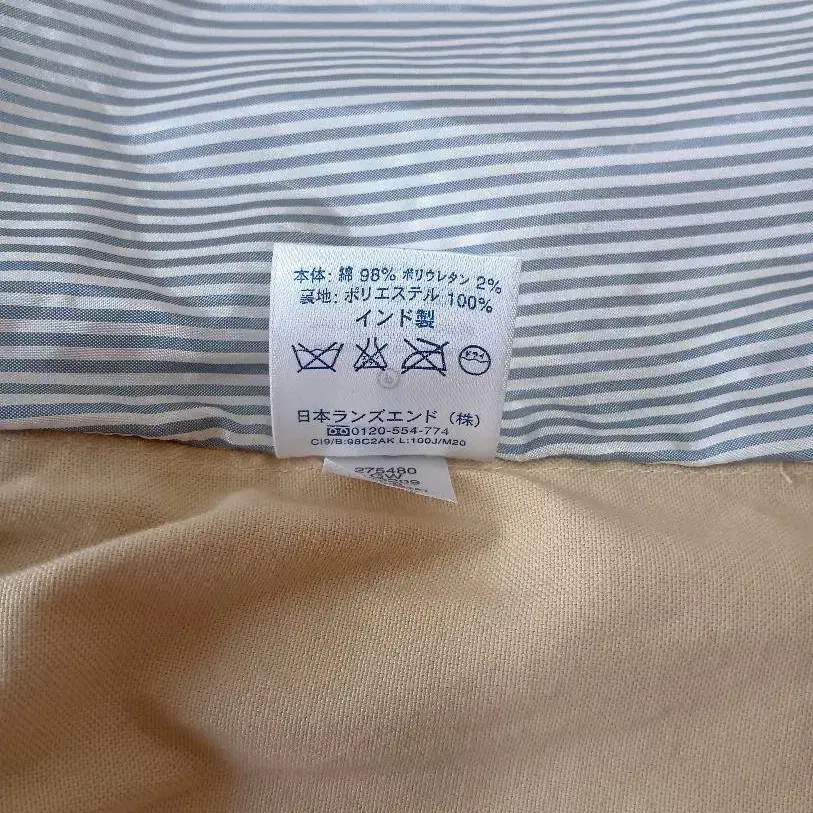 本体: 綿 98% ポリウレタン 2%
裏地: ポリエステル 100%
インド製
ドライ
日本ランズエンド（株）
0120-554-774
CI9/B:98C2AK L:100J/M20
275480
GW